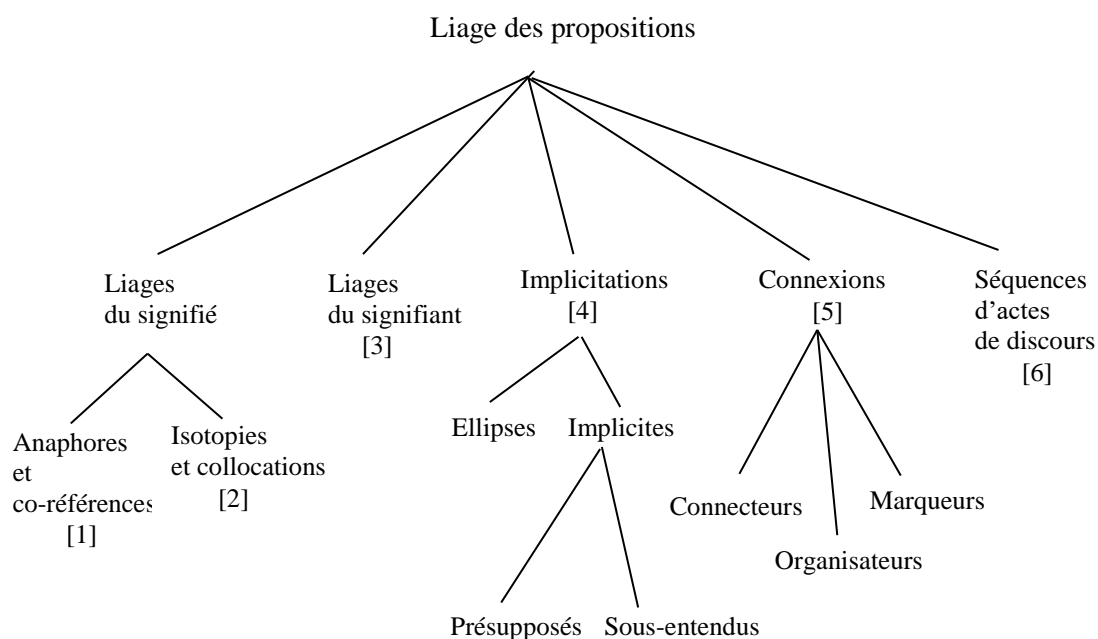 Liage des propositions
Liages
du signifié
Liages
du signifiant
[3]
Implicitations
[4]
Connexions
[5]
Séquences
d'actes
de discours
[6]
Anaphores
et
co-références
[1]
Isotopies
et collocations
[2]
Ellipses
Implicites
Connecteurs
Marqueurs
Organisateurs
Présupposés
Sous-entendus